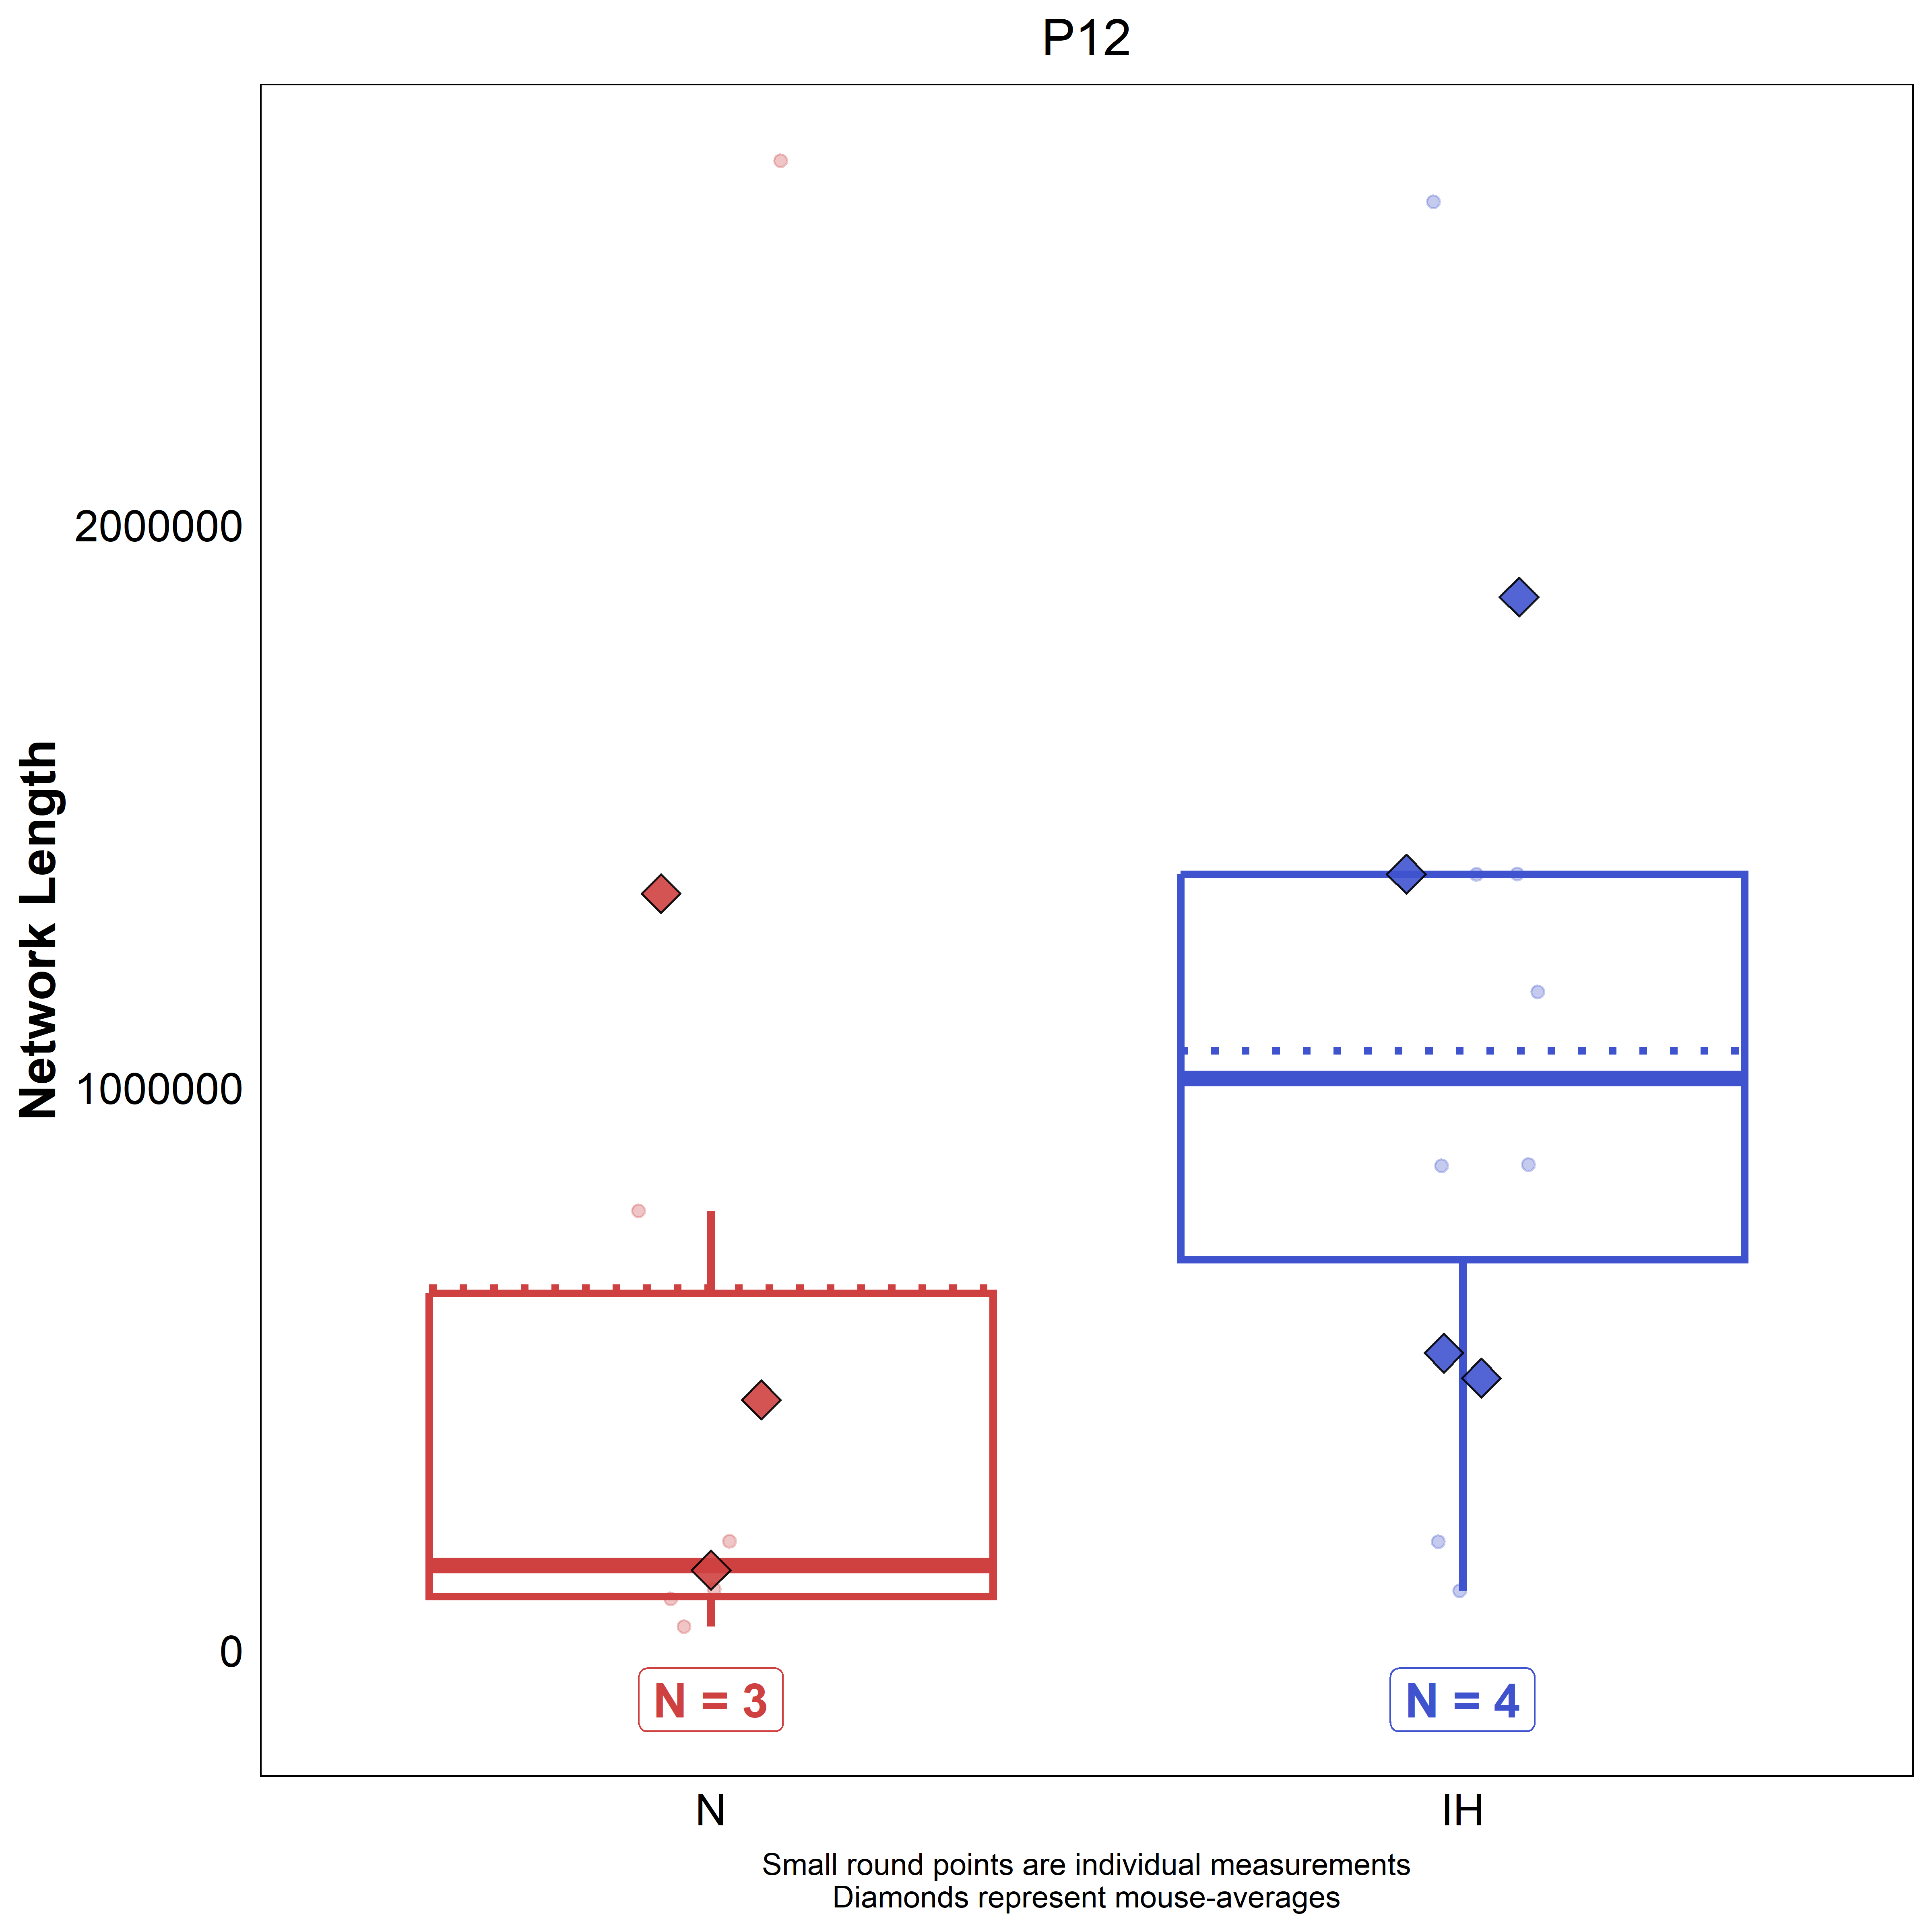 P12
Network Length
2000000
1000000
0
N = 3
N = 4
N
IH
Small round points are individual measurements
Diamonds represent mouse-averages